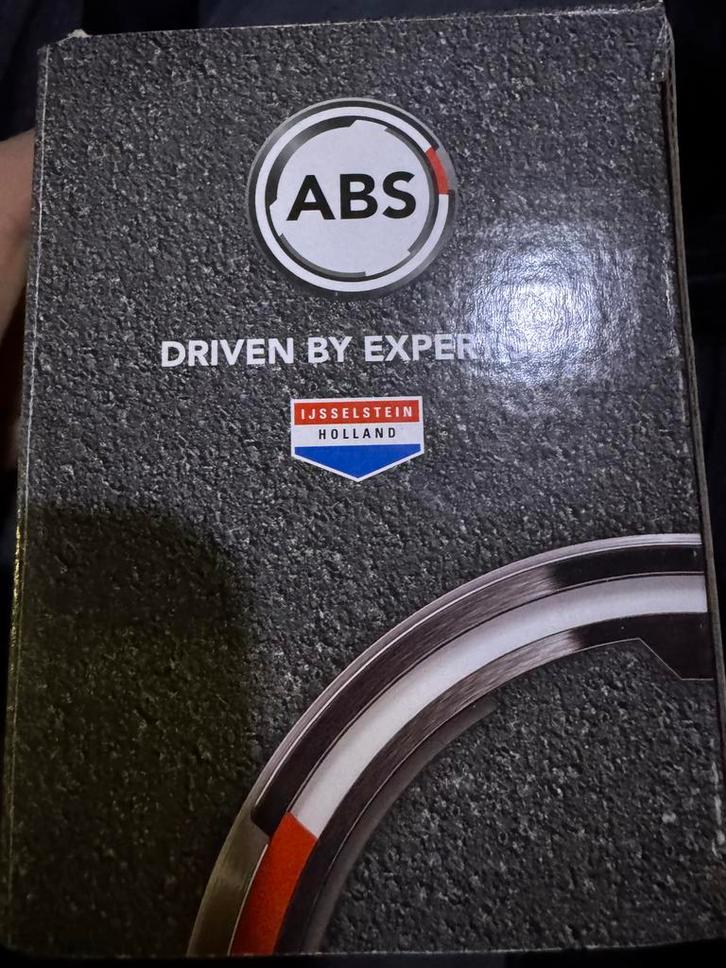 ABS
DRIVEN BY
IJSSELSTEIN
HOLLAND